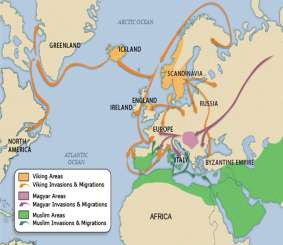 ARCTIC OCEAN
GREENLAND
ICELAND
SCANDINAVIA
ENGLAND
IRELAND
RUSSIA
EUROPE
NORTH
AMERICA
ATLANTIC
OCEAN
ITALY
BYZANTINE EMPIRE
AFRICA
Viking Areas
Viking Invasions & Migrations
Magyar Areas
Magyar Invasions & Migrations
Muslim Areas
Muslim Invasions & Migrations